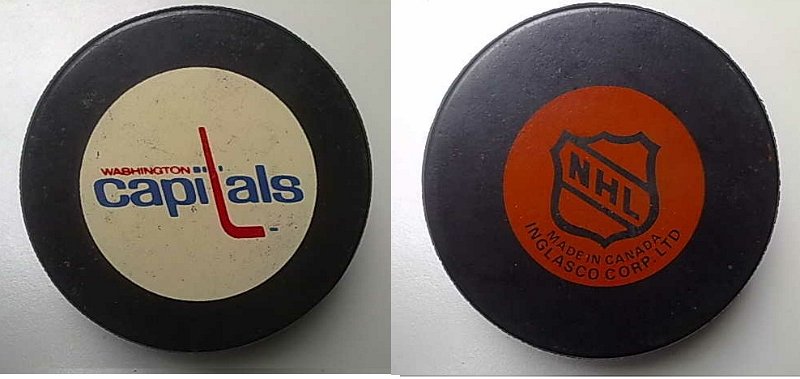 WASHINGTON
capitals
NHL
MADE IN CANADA
INGLASCO CORP. LTD